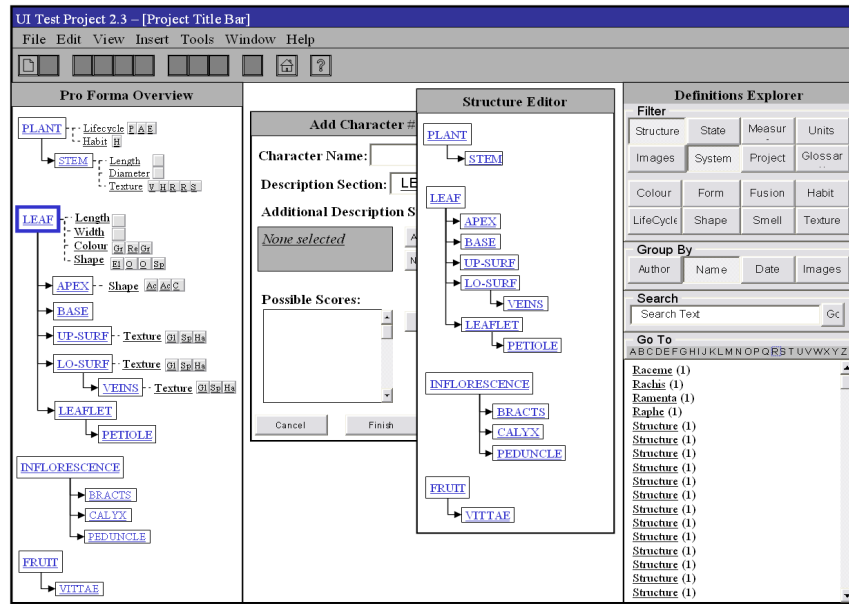 UI Test Project 2.3 – [Project Title Bar]
File Edit View Insert Tools Window Help
?
Pro Forma Overview
PLANT Lifecycle P A E
Habit H
STEM Length
Diameter
Texture V H R R S
LEAF Length
Width
Colour Gr Re Gr
Shape El O O Sp
APEX Shape Ac Ac C
BASE
UP-SURF Texture Gl Sp Ha
LO-SURF Texture Gl Sp Ha
VEINS Texture Gl Sp Ha
LEAFLET
PETIOLE
INFLORESCENCE
BRACTS
CALYX
PEDUNCLE
FRUIT
VITTAE
Add Character #
Character Name:
Description Section: LE
Additional Description S
None selected
A
N
Possible Scores:
Cancel Finish
Structure Editor
PLANT
STEM
LEAF
APEX
BASE
UP-SURF
LO-SURF
VEINS
LEAFLET
PETIOLE
INFLORESCENCE
BRACTS
CALYX
PEDUNCLE
FRUIT
VITTAE
Definitions Explorer
Filter
Structure State Measur Units
Images System Project Glossar
Colour Form Fusion Habit
LifeCycle Shape Smell Texture
Group By
Author Name Date Images
Search
Search Text Gc
Go To
ABCDEFGHIJKLMNOPQRSTUVWXYZ
Raceme (1)
Rachis (1)
Ramenta (1)
Raphe (1)
Structure (1)
Structure (1)
Structure (1)
Structure (1)
Structure (1)
Structure (1)
Structure (1)
Structure (1)
Structure (1)
Structure (1)
Structure (1)
Structure (1)
Structure (1)